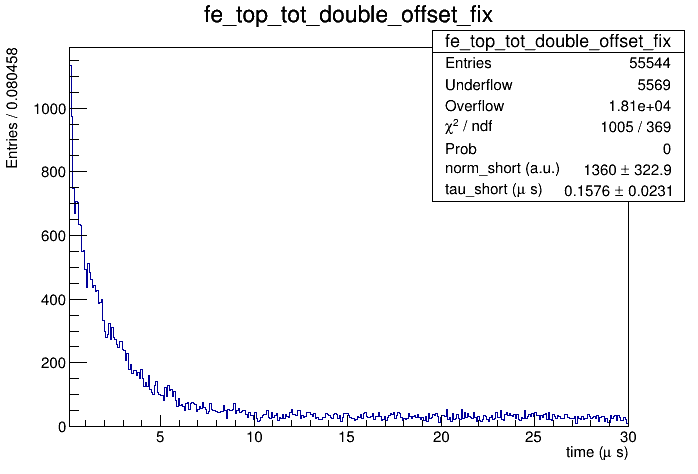 fe_top_tot_double_offset_fix
fe_top_tot_double_offset_fix
Entries 55544
Underflow 5569
Overflow 1.81e+04
χ² / ndf 1005 / 369
Prob 0
norm_short (a.u.) 1360 ± 322.9
tau_short (μ s) 0.1576 ± 0.0231
Entries / 0.080458
1000
800
600
400
200
0
5 10 15 20 25 30
time (μ s)